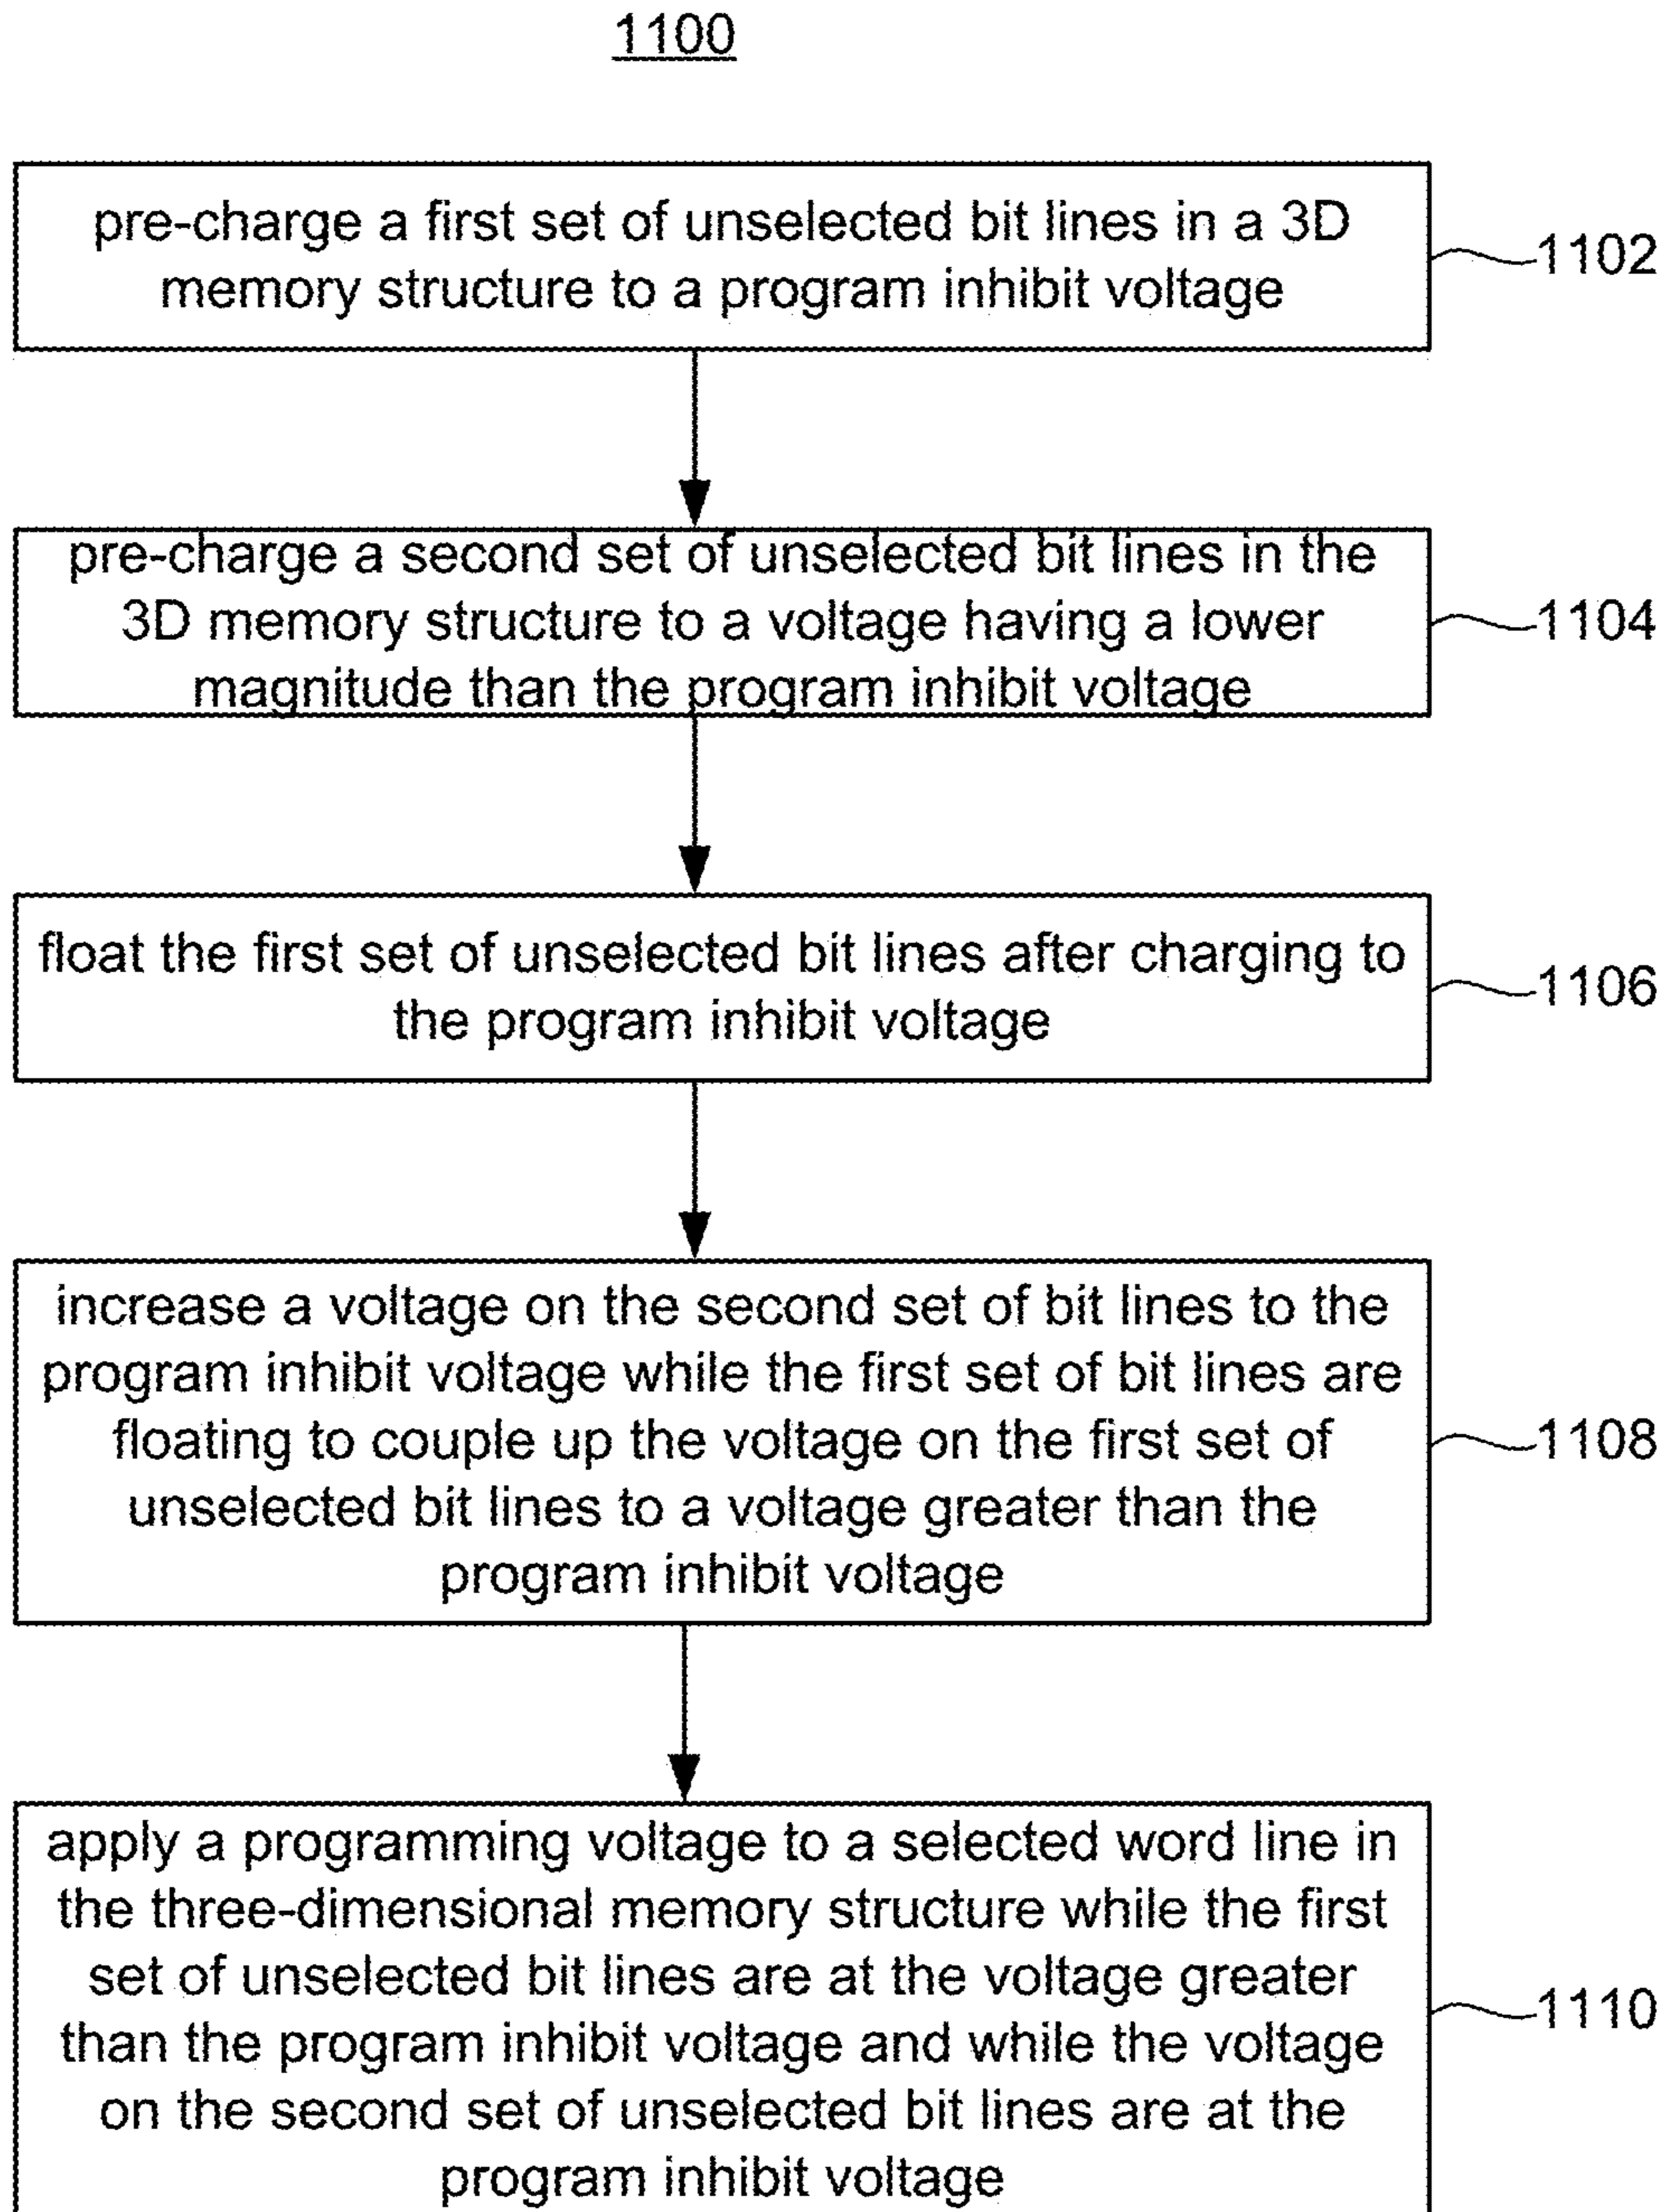 1100
pre-charge a first set of unselected bit lines in a 3D
memory structure to a program inhibit voltage
1102
pre-charge a second set of unselected bit lines in the
3D memory structure to a voltage having a lower
magnitude than the program inhibit voltage
1104
float the first set of unselected bit lines after charging to
the program inhibit voltage
1106
increase a voltage on the second set of bit lines to the
program inhibit voltage while the first set of bit lines are
floating to couple up the voltage on the first set of
unselected bit lines to a voltage greater than the
program inhibit voltage
1108
apply a programming voltage to a selected word line in
the three-dimensional memory structure while the first
set of unselected bit lines are at the voltage greater
than the program inhibit voltage and while the voltage
on the second set of unselected bit lines are at the
program inhibit voltage
1110